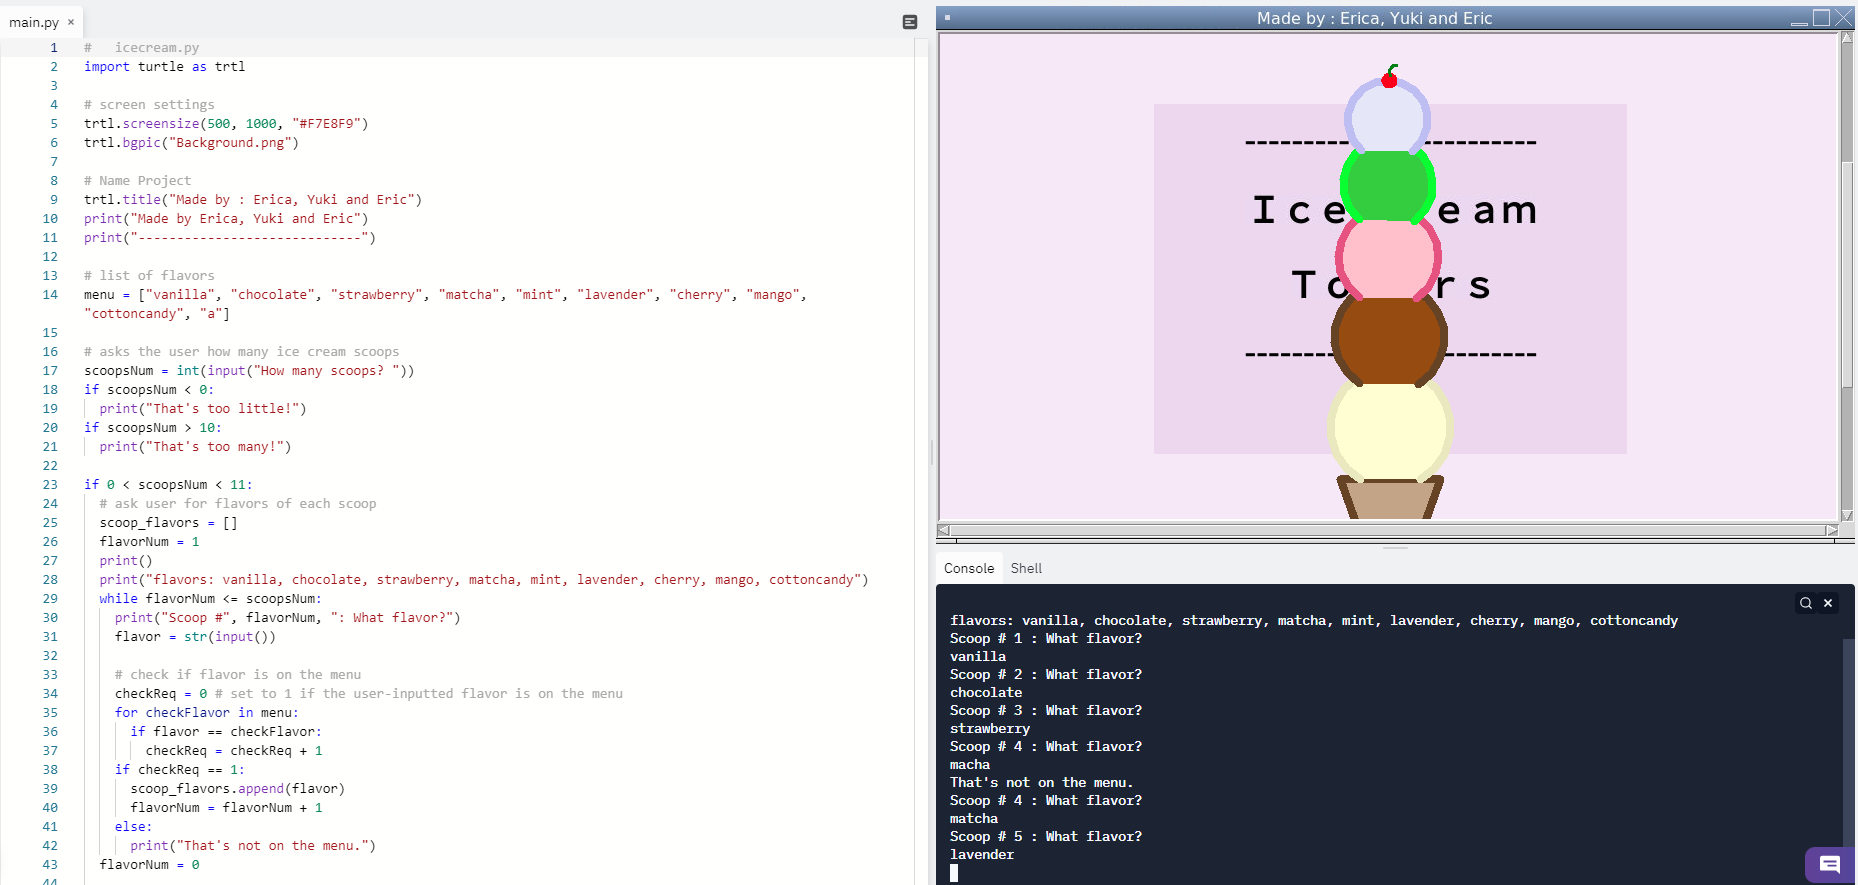 main.py ×
1 #   icecream.py
2 import turtle as trtl
3
4 # screen settings
5 trtl.screensize(500, 1000, "#F7E8F9")
6 trtl.bgpic("Background.png")
7
8 # Name Project
9 trtl.title("Made by : Erica, Yuki and Eric")
10 print("Made by Erica, Yuki and Eric")
11 print("-----------------------------")
12
13 # list of flavors
14 menu = ["vanilla", "chocolate", "strawberry", "matcha", "mint", "lavender", "cherry", "mango",
"cottoncandy", "a"]
15
16 # asks the user how many ice cream scoops
17 scoopsNum = int(input("How many scoops? "))
18 if scoopsNum < 0:
19   print("That's too little!")
20 if scoopsNum > 10:
21   print("That's too many!")
22
23 if 0 < scoopsNum < 11:
24   # ask user for flavors of each scoop
25   scoop_flavors = []
26   flavorNum = 1
27   print()
28   print("flavors: vanilla, chocolate, strawberry, matcha, mint, lavender, cherry, mango, cottoncandy")
29   while flavorNum <= scoopsNum:
30     print("Scoop #", flavorNum, ": What flavor?")
31     flavor = str(input())
32
33     # check if flavor is on the menu
34     checkReq = 0 # set to 1 if the user-inputted flavor is on the menu
35     for checkFlavor in menu:
36       if flavor == checkFlavor:
37         checkReq = checkReq + 1
38     if checkReq == 1:
39       scoop_flavors.append(flavor)
40       flavorNum = flavorNum + 1
41     else:
42       print("That's not on the menu.")
43   flavorNum = 0
44
Made by : Erica, Yuki and Eric
Ice eam
To rs
Console Shell
flavors: vanilla, chocolate, strawberry, matcha, mint, lavender, cherry, mango, cottoncandy
Scoop # 1 : What flavor?
vanilla
Scoop # 2 : What flavor?
chocolate
Scoop # 3 : What flavor?
strawberry
Scoop # 4 : What flavor?
macha
That's not on the menu.
Scoop # 4 : What flavor?
matcha
Scoop # 5 : What flavor?
lavender